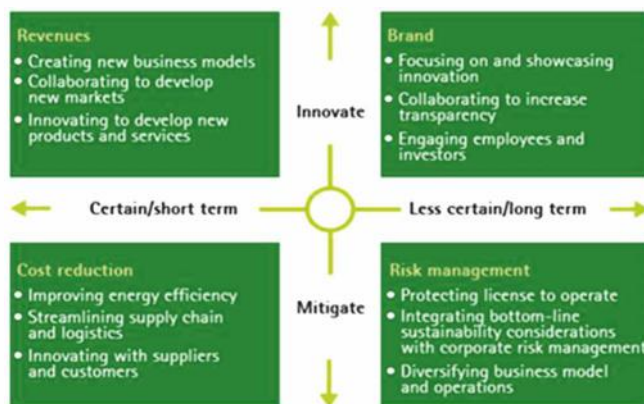 Revenues
• Creating new business models
• Collaborating to develop
new markets
• Innovating to develop new
products and services
Innovate
Brand
• Focusing on and showcasing
innovation
• Collaborating to increase
transparency
• Engaging employees and
investors
Certain/short term
Less certain/long term
Cost reduction
• Improving energy efficiency
• Streamlining supply chain
and logistics
• Innovating with suppliers
and customers
Mitigate
Risk management
• Protecting license to operate
• Integrating bottom-line
sustainability considerations
with corporate risk management
• Diversifying business model
and operations